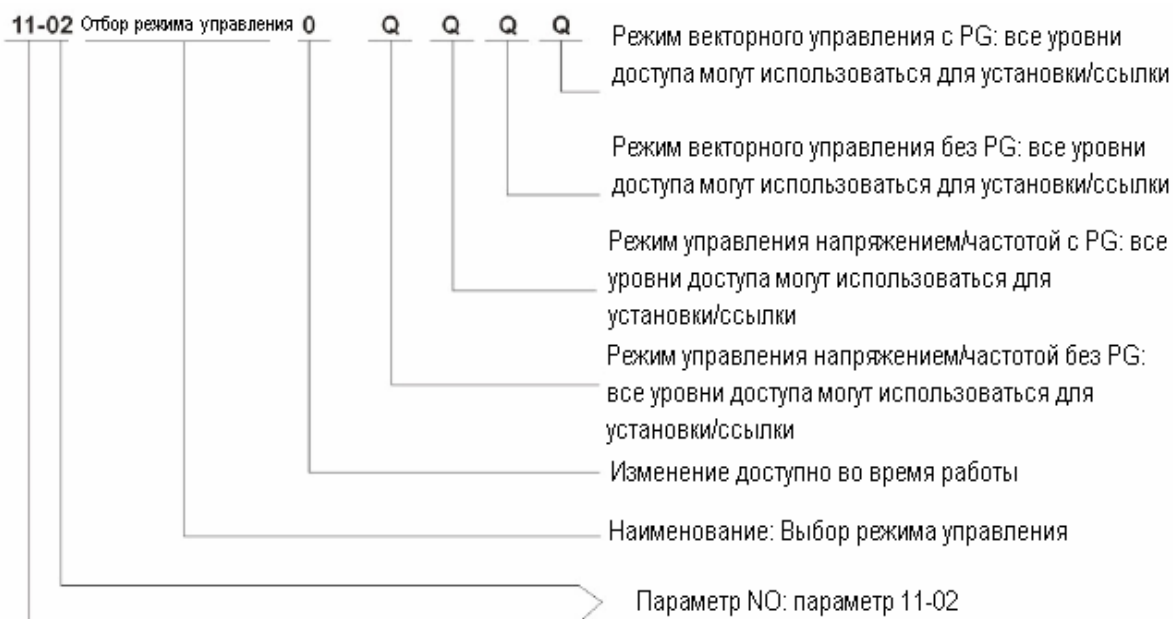 11-02 Отбор режима управления 0 Q Q Q Q
Режим векторного управления с PG: все уровни
доступа могут использоваться для установки/ссылки
Режим векторного управления без PG: все уровни
доступа могут использоваться для установки/ссылки
Режим управления напряжением/частотой с PG: все
уровни доступа могут использоваться для
установки/ссылки
Режим управления напряжением/частотой без PG:
все уровни доступа могут использоваться для
установки/ссылки
Изменение доступно во время работы
Наименование: Выбор режима управления
Параметр NO: параметр 11-02